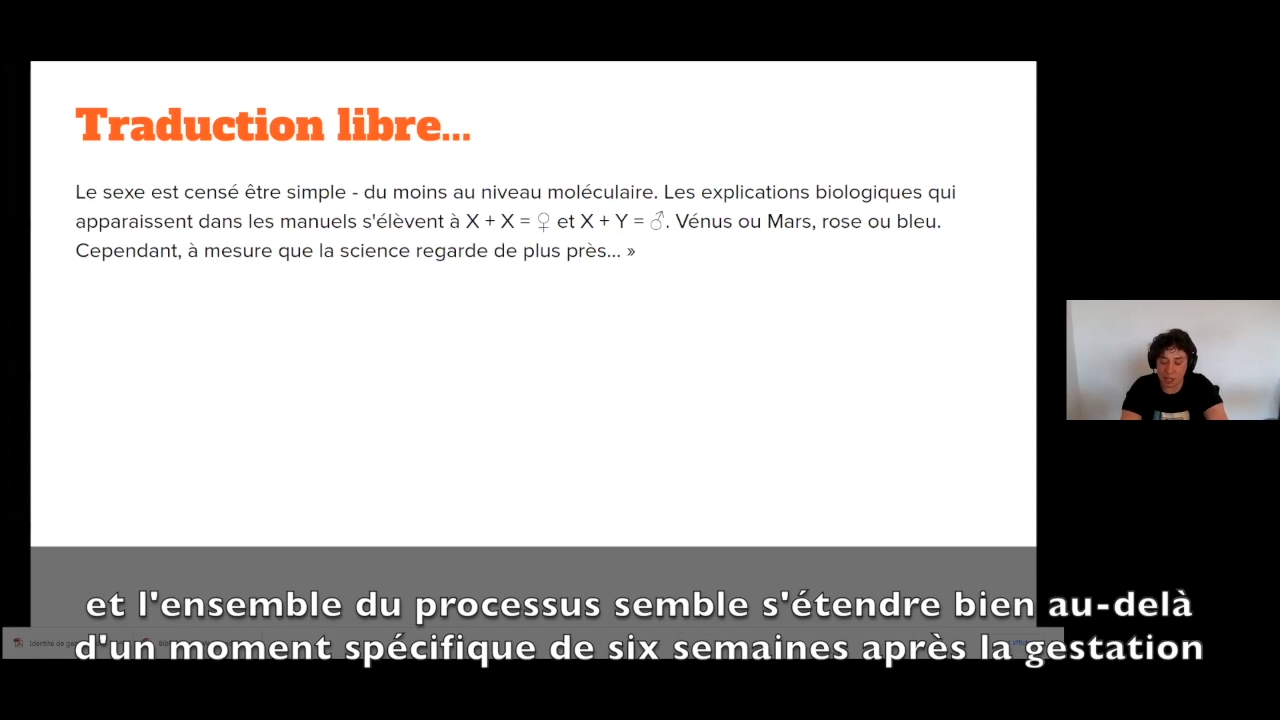 Traduction libre...
Le sexe est censé être simple - du moins au niveau moléculaire. Les explications biologiques qui
apparaissent dans les manuels s'élèvent à X + X = ♀ et X + Y = ♂. Vénus ou Mars, rose ou bleu.
Cependant, à mesure que la science regarde de plus près... »
et l'ensemble du processus semble s'étendre bien au-delà
d'un moment spécifique de six semaines après la gestation